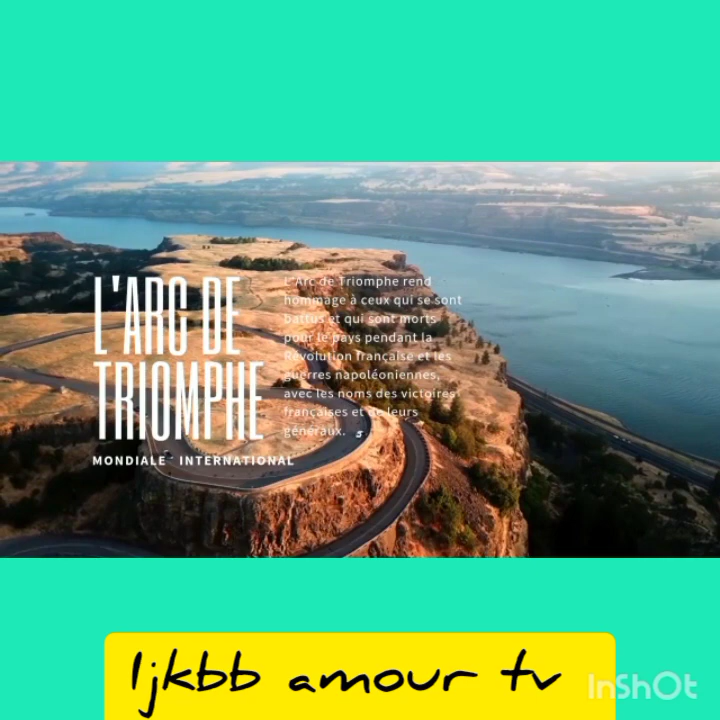 L'ARC DE
TRIOMPHE
MONDIALE INTERNATIONAL
L'Arc de Triomphe rend
hommage à ceux qui se sont
battus et qui sont morts
pour le pays pendant la
Révolution française et les
guerres napoléoniennes,
avec les noms des victoires
françaises et de leurs
généraux.
ljkbb amour tv
InShOt